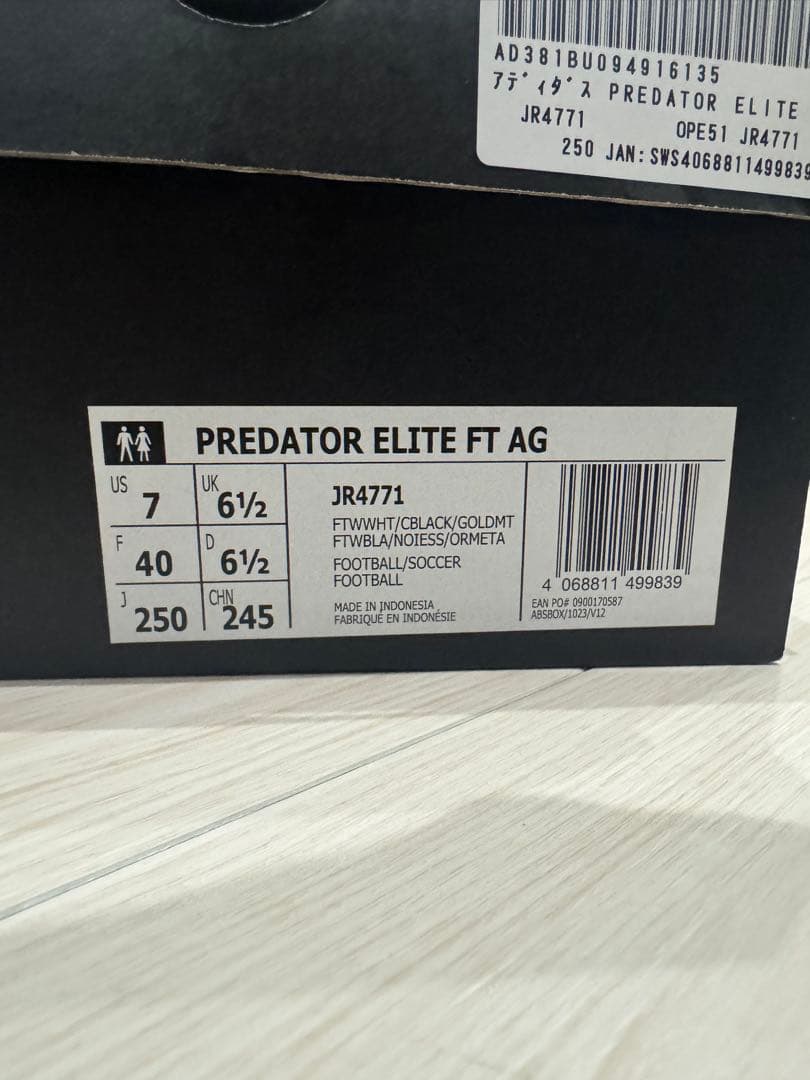 AD381BU094916135
アディダス PREDATOR ELITE
JR4771 OPE51 JR4771
250 JAN:SWS4068811499839
PREDATOR ELITE FT AG
US 7 UK 6½
F 40 D 6½
J 250 CHN 245
JR4771
FTWWHT/CBLACK/GOLDMT
FTWBLA/NOIESS/ORMETA
FOOTBALL/SOCCER
FOOTBALL
MADE IN INDONESIA
FABRIQUÉ EN INDONÉSIE
4 068811 499839
EAN PO# 0900170587
ABSBOX/1023/V12